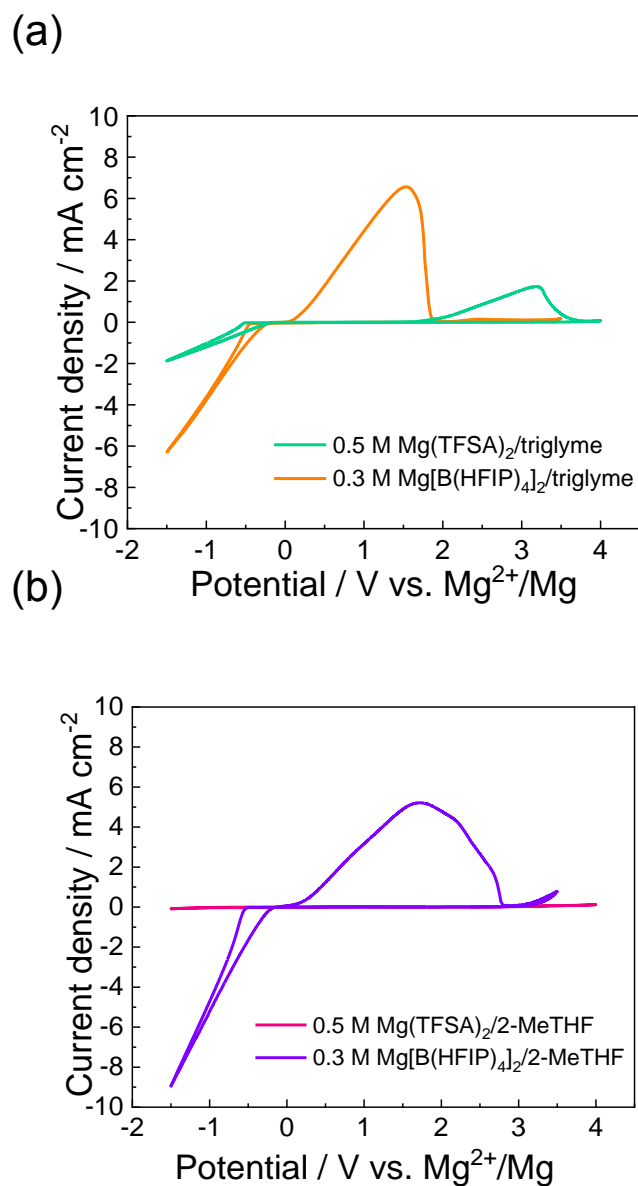 (a)
10
8
6
4
2
0
-2
-4
-6
-8
-10
Current density / mA cm⁻²
0.5 M Mg(TFSA)₂/triglyme
0.3 M Mg[B(HFIP)₄]₂/triglyme
-2 -1 0 1 2 3 4
Potential / V vs. Mg²⁺/Mg
(b)
10
8
6
4
2
0
-2
-4
-6
-8
-10
Current density / mA cm⁻²
0.5 M Mg(TFSA)₂/2-MeTHF
0.3 M Mg[B(HFIP)₄]₂/2-MeTHF
-2 -1 0 1 2 3 4
Potential / V vs. Mg²⁺/Mg